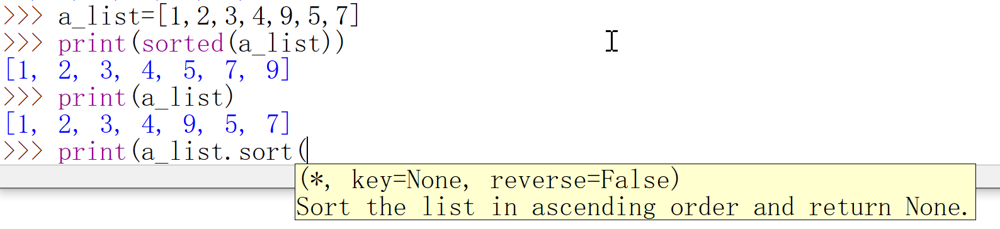 >>> a_list=[1,2,3,4,9,5,7]
>>> print(sorted(a_list))
[1, 2, 3, 4, 5, 7, 9]
>>> print(a_list)
[1, 2, 3, 4, 9, 5, 7]
>>> print(a_list.sort(
(*, key=None, reverse=False)
Sort the list in ascending order and return None.